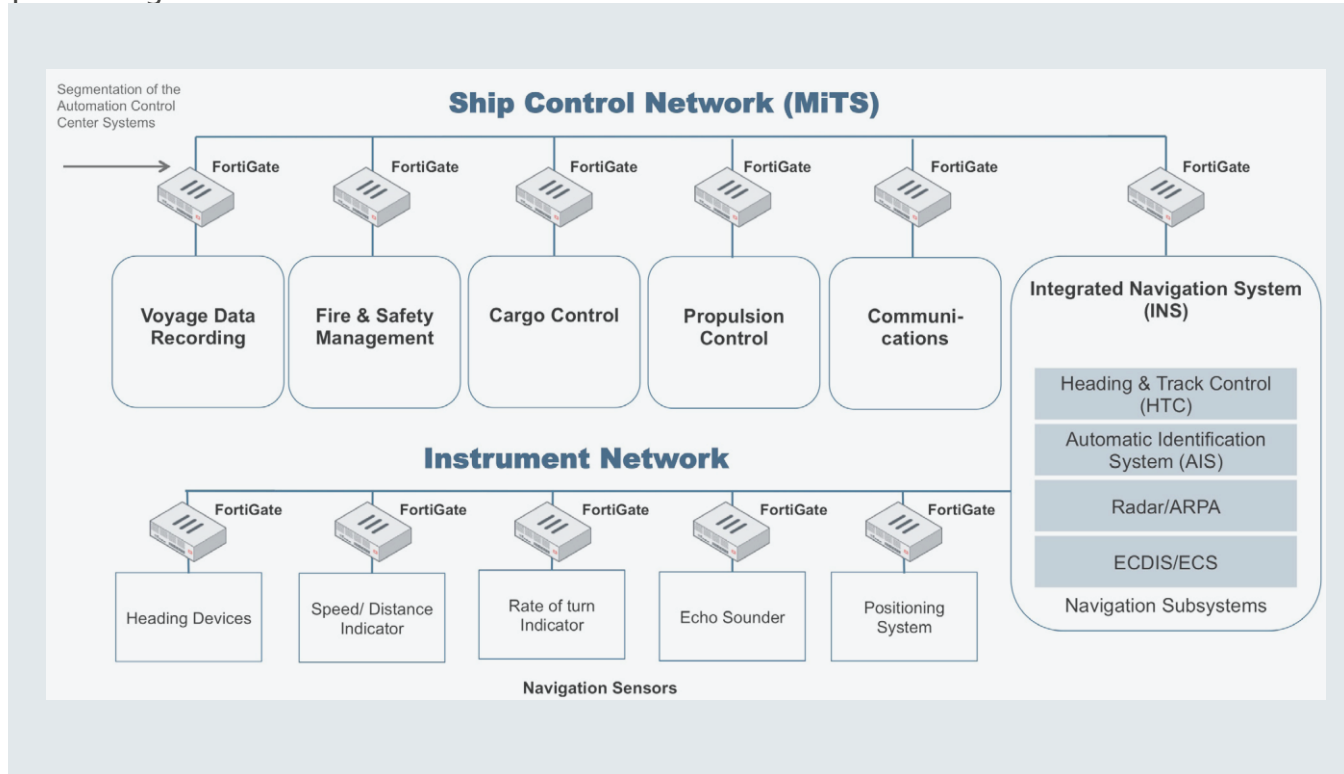 Segmentation of the
Automation Control
Center Systems
Ship Control Network (MiTS)
FortiGate
FortiGate
FortiGate
FortiGate
FortiGate
FortiGate
Voyage Data
Recording
Fire & Safety
Management
Cargo Control
Propulsion
Control
Communi-
cations
Integrated Navigation System
(INS)
Heading & Track Control
(HTC)
Automatic Identification
System (AIS)
Radar/ARPA
ECDIS/ECS
Navigation Subsystems
Instrument Network
FortiGate
FortiGate
FortiGate
FortiGate
FortiGate
Heading Devices
Speed/ Distance
Indicator
Rate of turn
Indicator
Echo Sounder
Positioning
System
Navigation Sensors